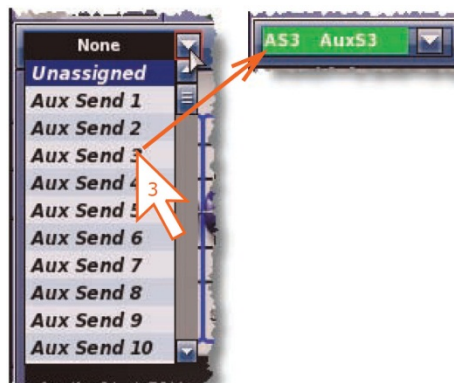 None
AS3 AuxS3
Unassigned
Aux Send 1
Aux Send 2
Aux Send 3
Aux Send 4
Aux Send 5
3
Aux Send 6
Aux Send 7
Aux Send 8
Aux Send 9
Aux Send 10